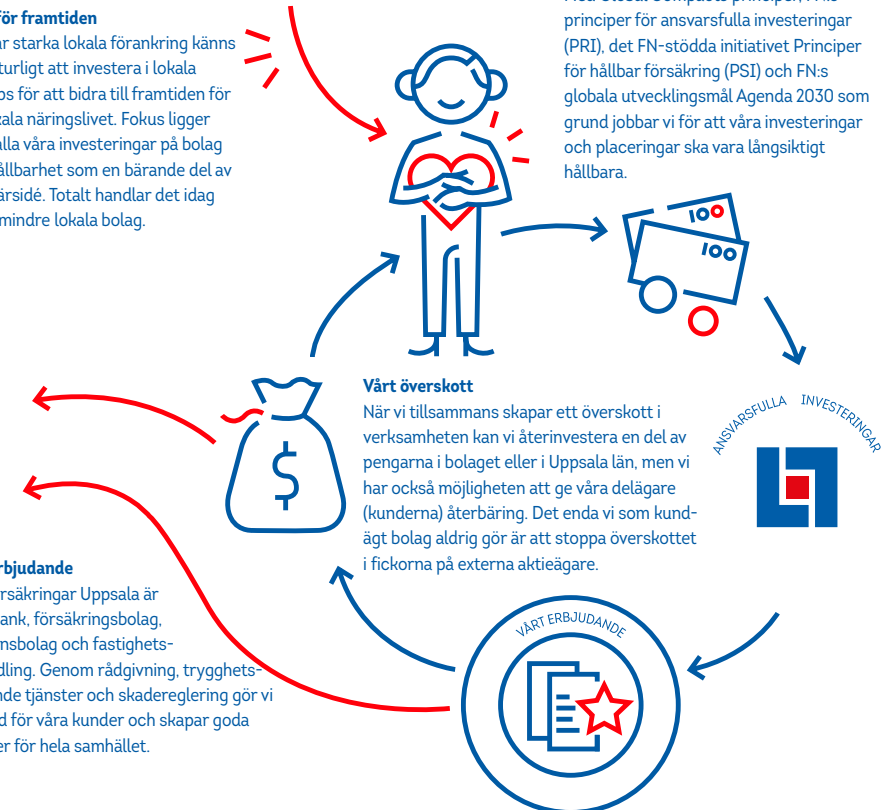 för framtiden
ar starka lokala förankring känns
turligt att investera i lokala
ps för att bidra till framtiden för
kala näringslivet. Fokus ligger
alla våra investeringar på bolag
ållbarhet som en bärande del av
ärsidé. Totalt handlar det idag
mindre lokala bolag.
principer för ansvarsfulla investeringar
(PRI), det FN-stödda initiativet Principer
för hållbar försäkring (PSI) och FN:s
globala utvecklingsmål Agenda 2030 som
grund jobbar vi för att våra investeringar
och placeringar ska vara långsiktigt
hållbara.
100
100
ANSVARSFULLA INVESTERINGAR
$
Vårt överskott
När vi tillsammans skapar ett överskott i
verksamheten kan vi återinvestera en del av
pengarna i bolaget eller i Uppsala län, men vi
har också möjligheten att ge våra delägare
(kunderna) återbäring. Det enda vi som kund-
ägt bolag aldrig gör är att stoppa överskottet
i fickorna på externa aktieägare.
rbjudande
rsäkringar Uppsala är
ank, försäkringsbolag,
nsbolag och fastighets-
dling. Genom rådgivning, trygghets-
nde tjänster och skadereglering gör vi
d för våra kunder och skapar goda
er för hela samhället.
VÅRT ERBJUDANDE